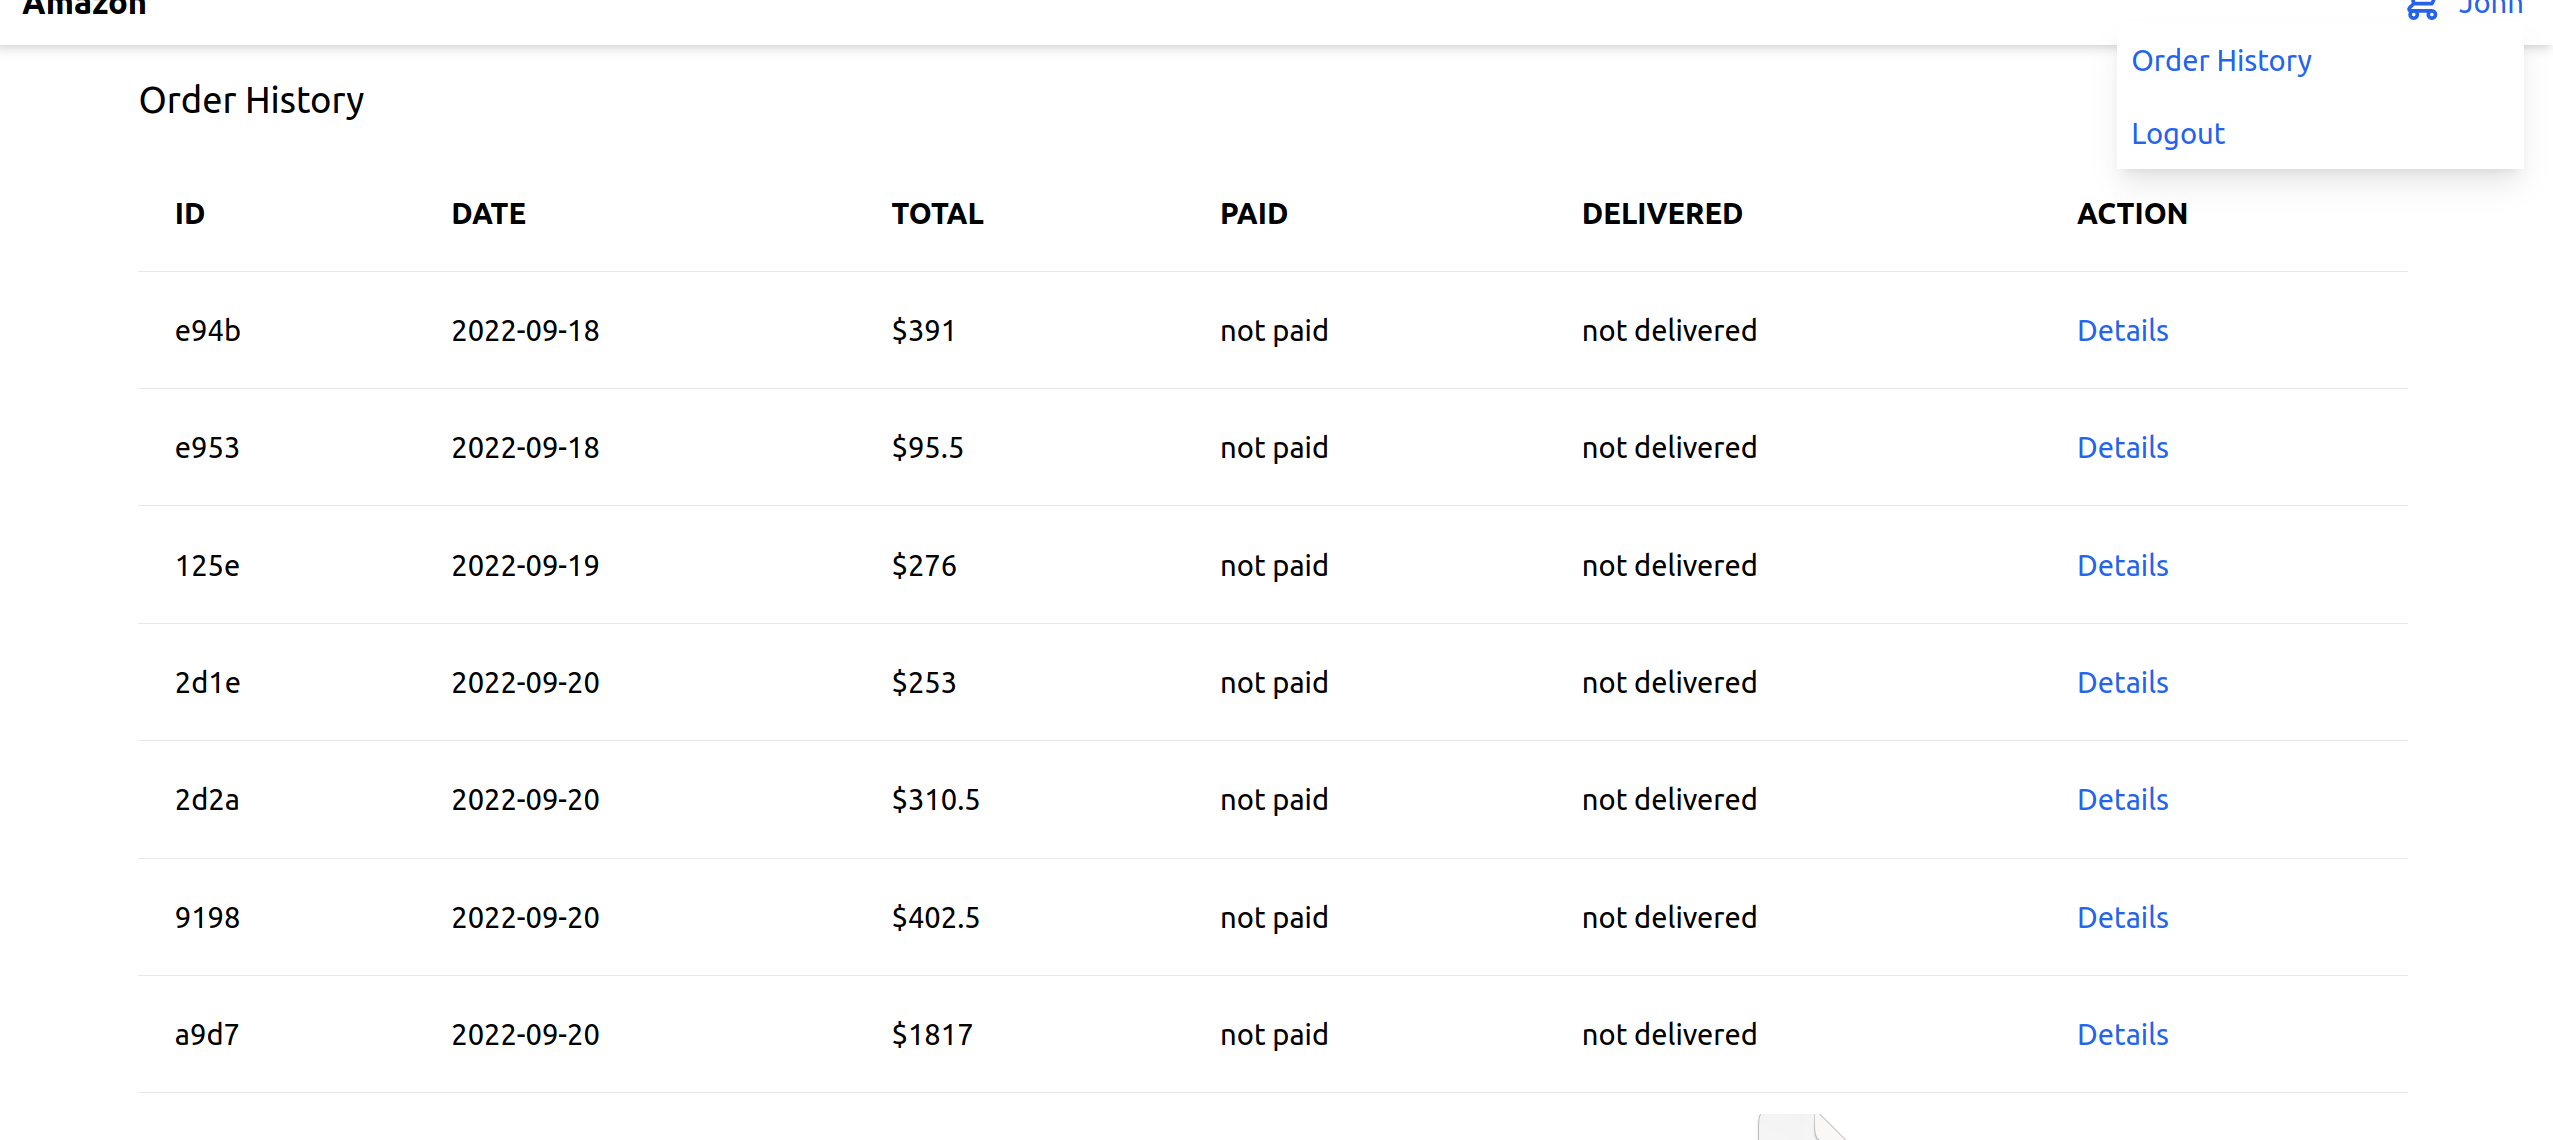 Amazon
John
Order History
Logout
Order History
ID DATE TOTAL PAID DELIVERED ACTION
e94b 2022-09-18 $391 not paid not delivered Details
e953 2022-09-18 $95.5 not paid not delivered Details
125e 2022-09-19 $276 not paid not delivered Details
2d1e 2022-09-20 $253 not paid not delivered Details
2d2a 2022-09-20 $310.5 not paid not delivered Details
9198 2022-09-20 $402.5 not paid not delivered Details
a9d7 2022-09-20 $1817 not paid not delivered Details